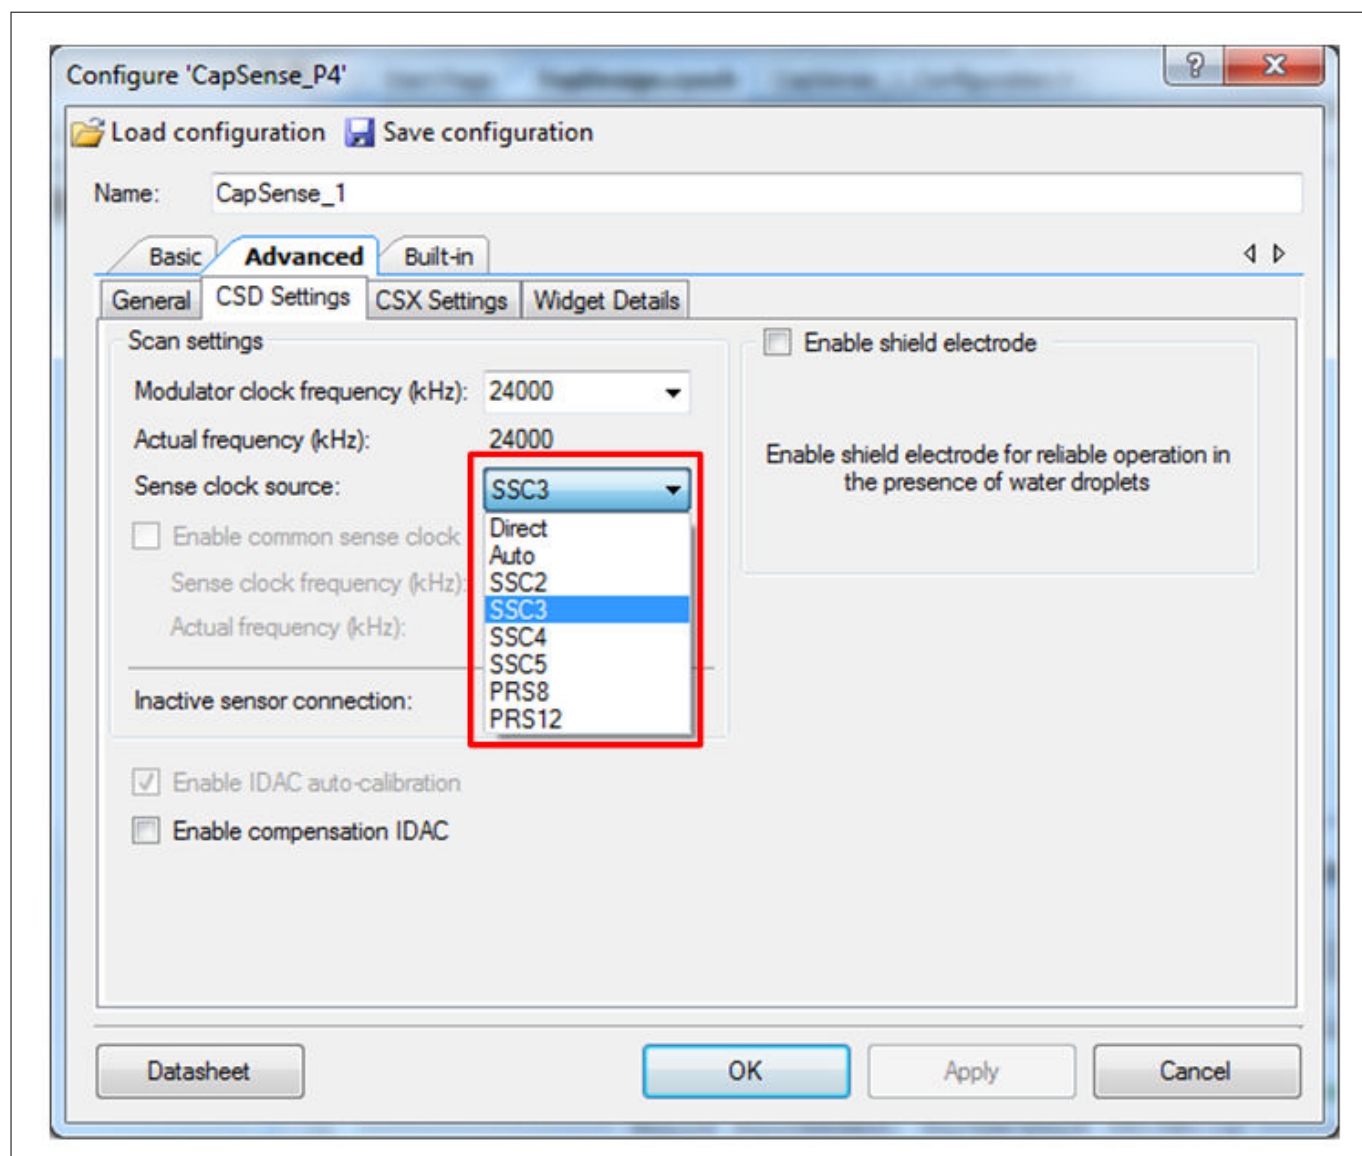 Configure 'CapSense_P4'
Load configuration Save configuration
Name: CapSense_1
Basic Advanced Built-in
General CSD Settings CSX Settings Widget Details
Scan settings
Enable shield electrode
Modulator clock frequency (kHz): 24000
Actual frequency (kHz): 24000
Enable shield electrode for reliable operation in
the presence of water droplets
Sense clock source: SSC3
Direct
Enable common sense clock
Auto
Sense clock frequency (kHz):
SSC2
SSC3
Actual frequency (kHz):
SSC4
SSC5
PRS8
Inactive sensor connection:
PRS12
Enable IDAC auto-calibration
Enable compensation IDAC
Datasheet OK Apply Cancel